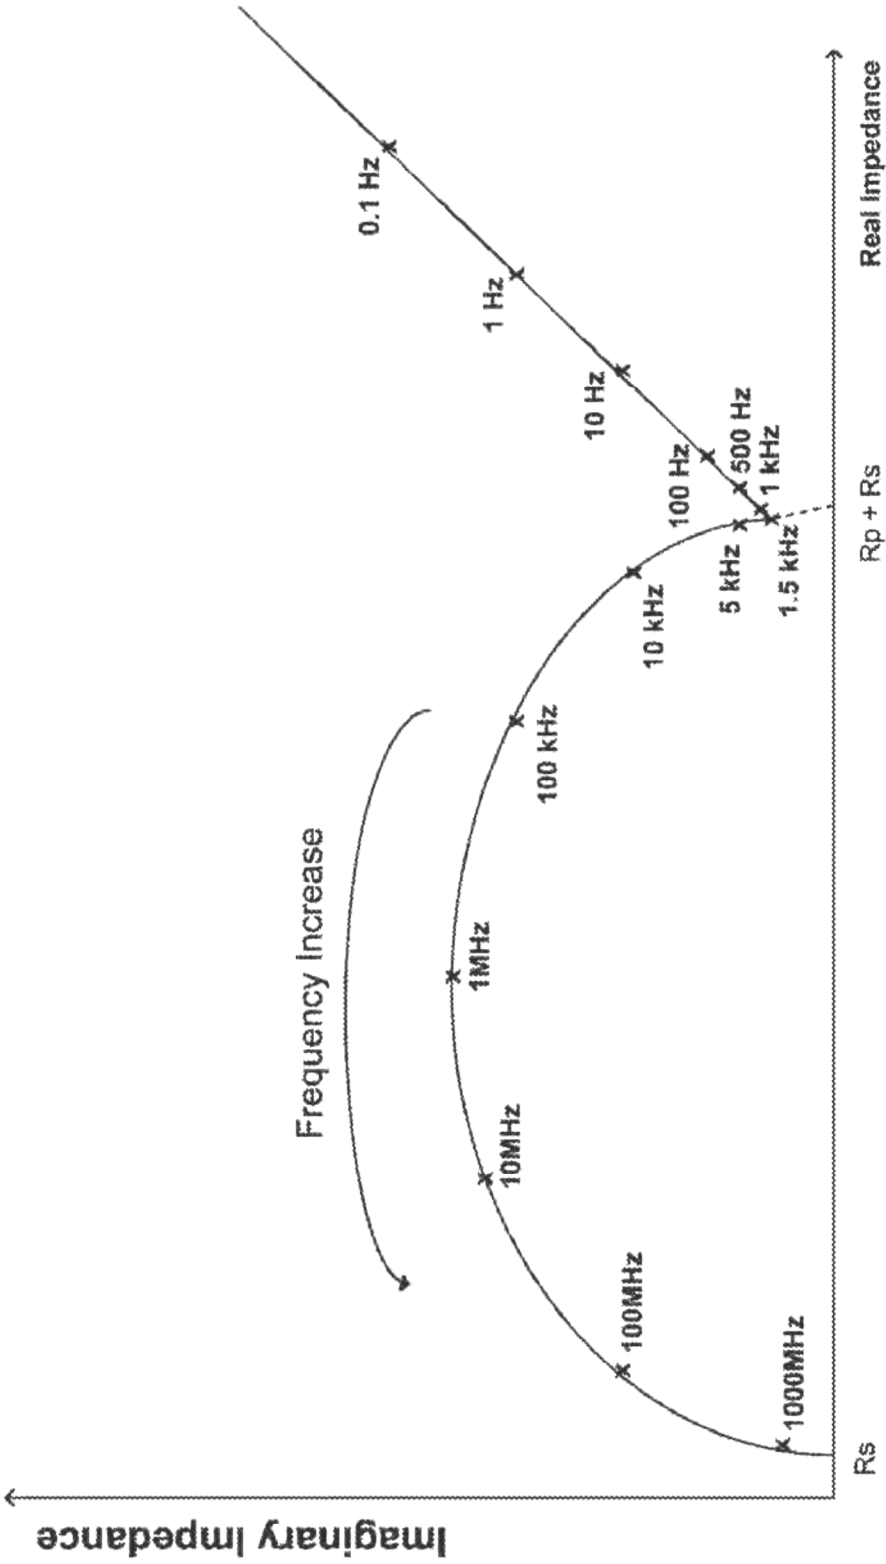 Imaginary Impedance
Frequency Increase
0.1 Hz
1 Hz
10 Hz
100 Hz
500 Hz
1 kHz
1.5 kHz
5 kHz
10 kHz
100 kHz
1MHz
10MHz
100MHz
1000MHz
Rs
Rp + Rs
Real Impedance